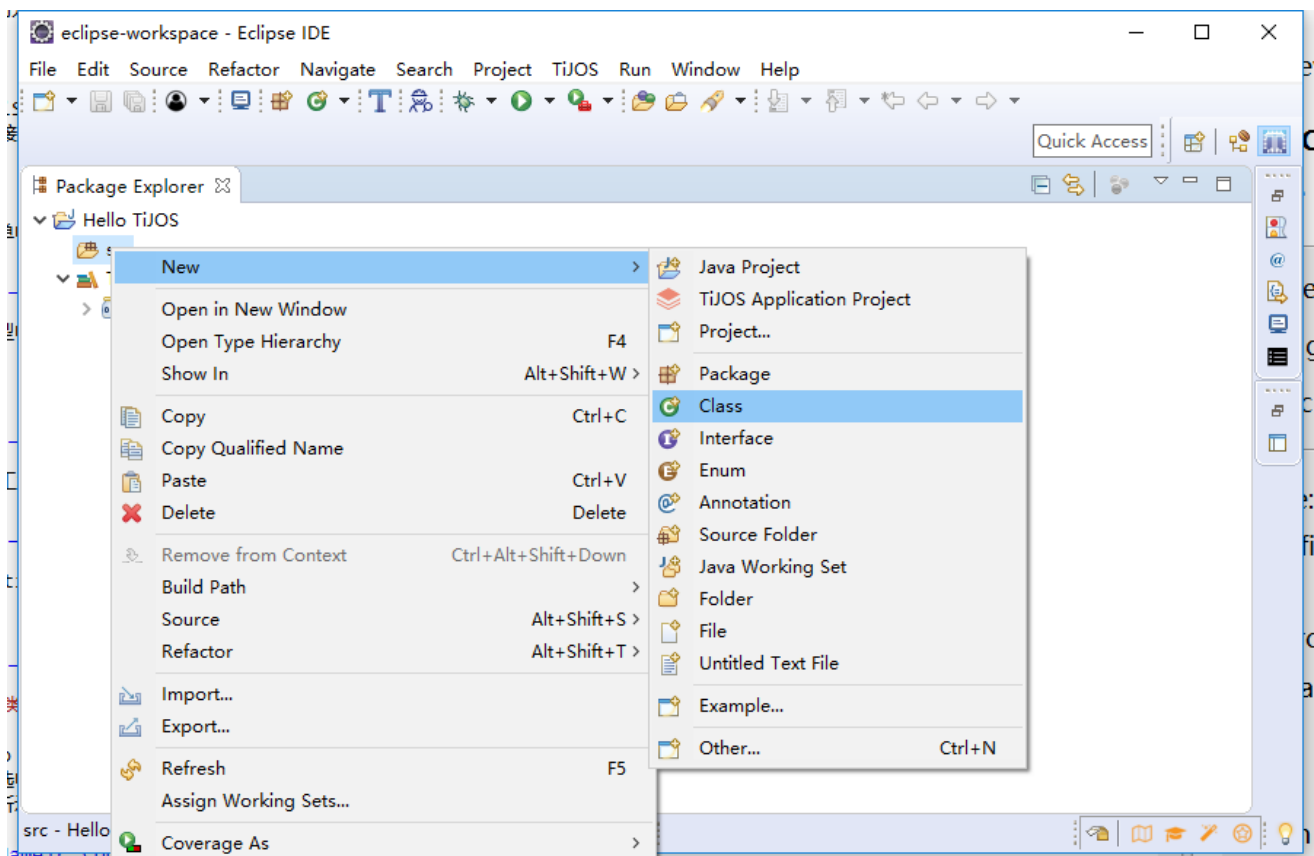 eclipse-workspace - Eclipse IDE
File Edit Source Refactor Navigate Search Project TiJOS Run Window Help
Quick Access
Package Explorer
Hello TiJOS
New
Open in New Window
Open Type Hierarchy F4
Show In Alt+Shift+W >
Copy Ctrl+C
Copy Qualified Name
Paste Ctrl+V
Delete Delete
Remove from Context Ctrl+Alt+Shift+Down
Build Path >
Source Alt+Shift+S >
Refactor Alt+Shift+T >
Import...
Export...
Refresh F5
Assign Working Sets...
Coverage As >
Java Project
TiJOS Application Project
Project...
Package
Class
Interface
Enum
Annotation
Source Folder
Java Working Set
Folder
File
Untitled Text File
Example...
Other... Ctrl+N
src - Hello